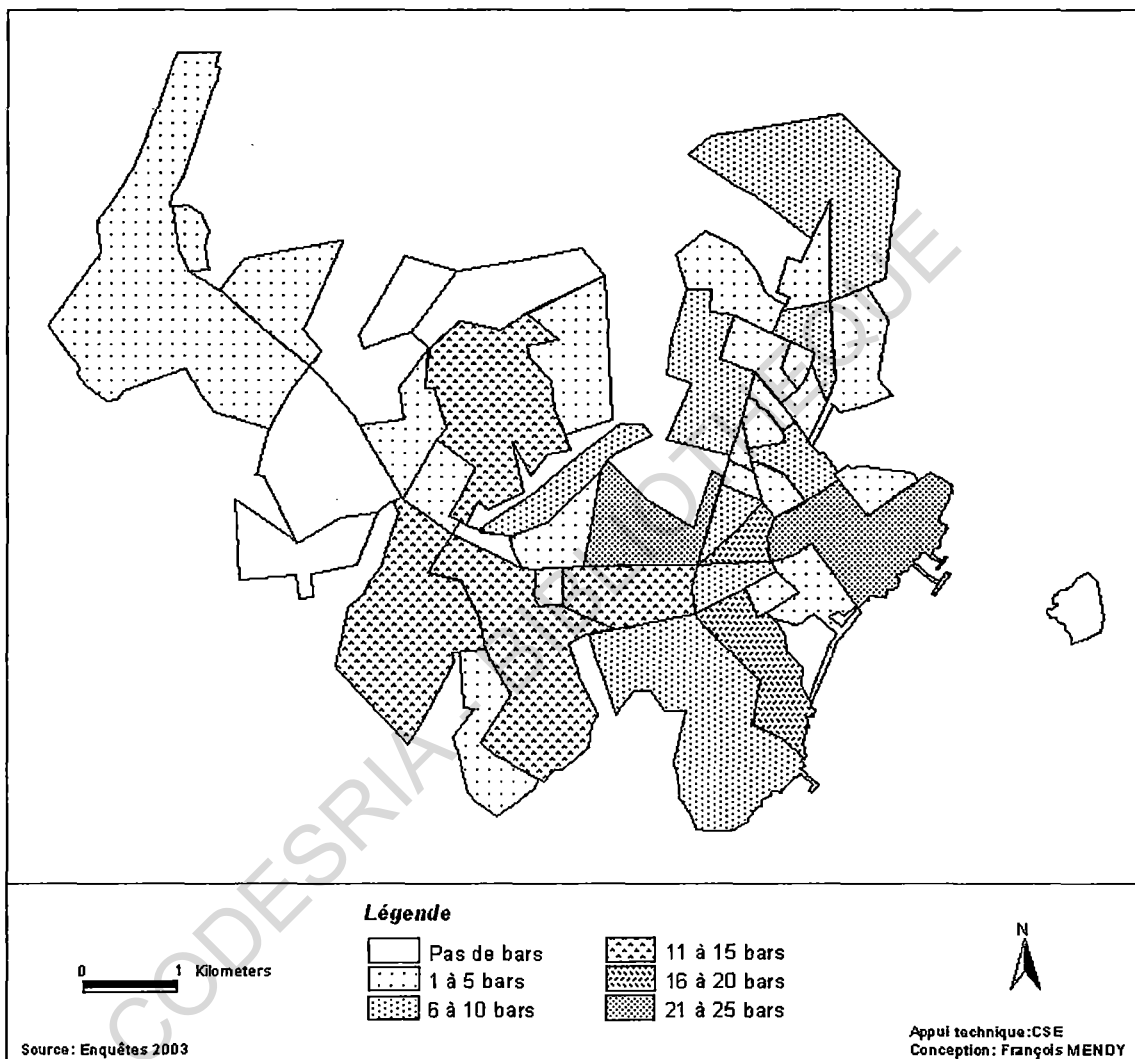 CODESRIA - BIBLIOTHEQUE
Légende
Pas de bars
1 à 5 bars
6 à 10 bars
11 à 15 bars
16 à 20 bars
21 à 25 bars
0 1 Kilometers
N
Source: Enquêtes 2003
Appui technique:CSE
Conception: François MENDY